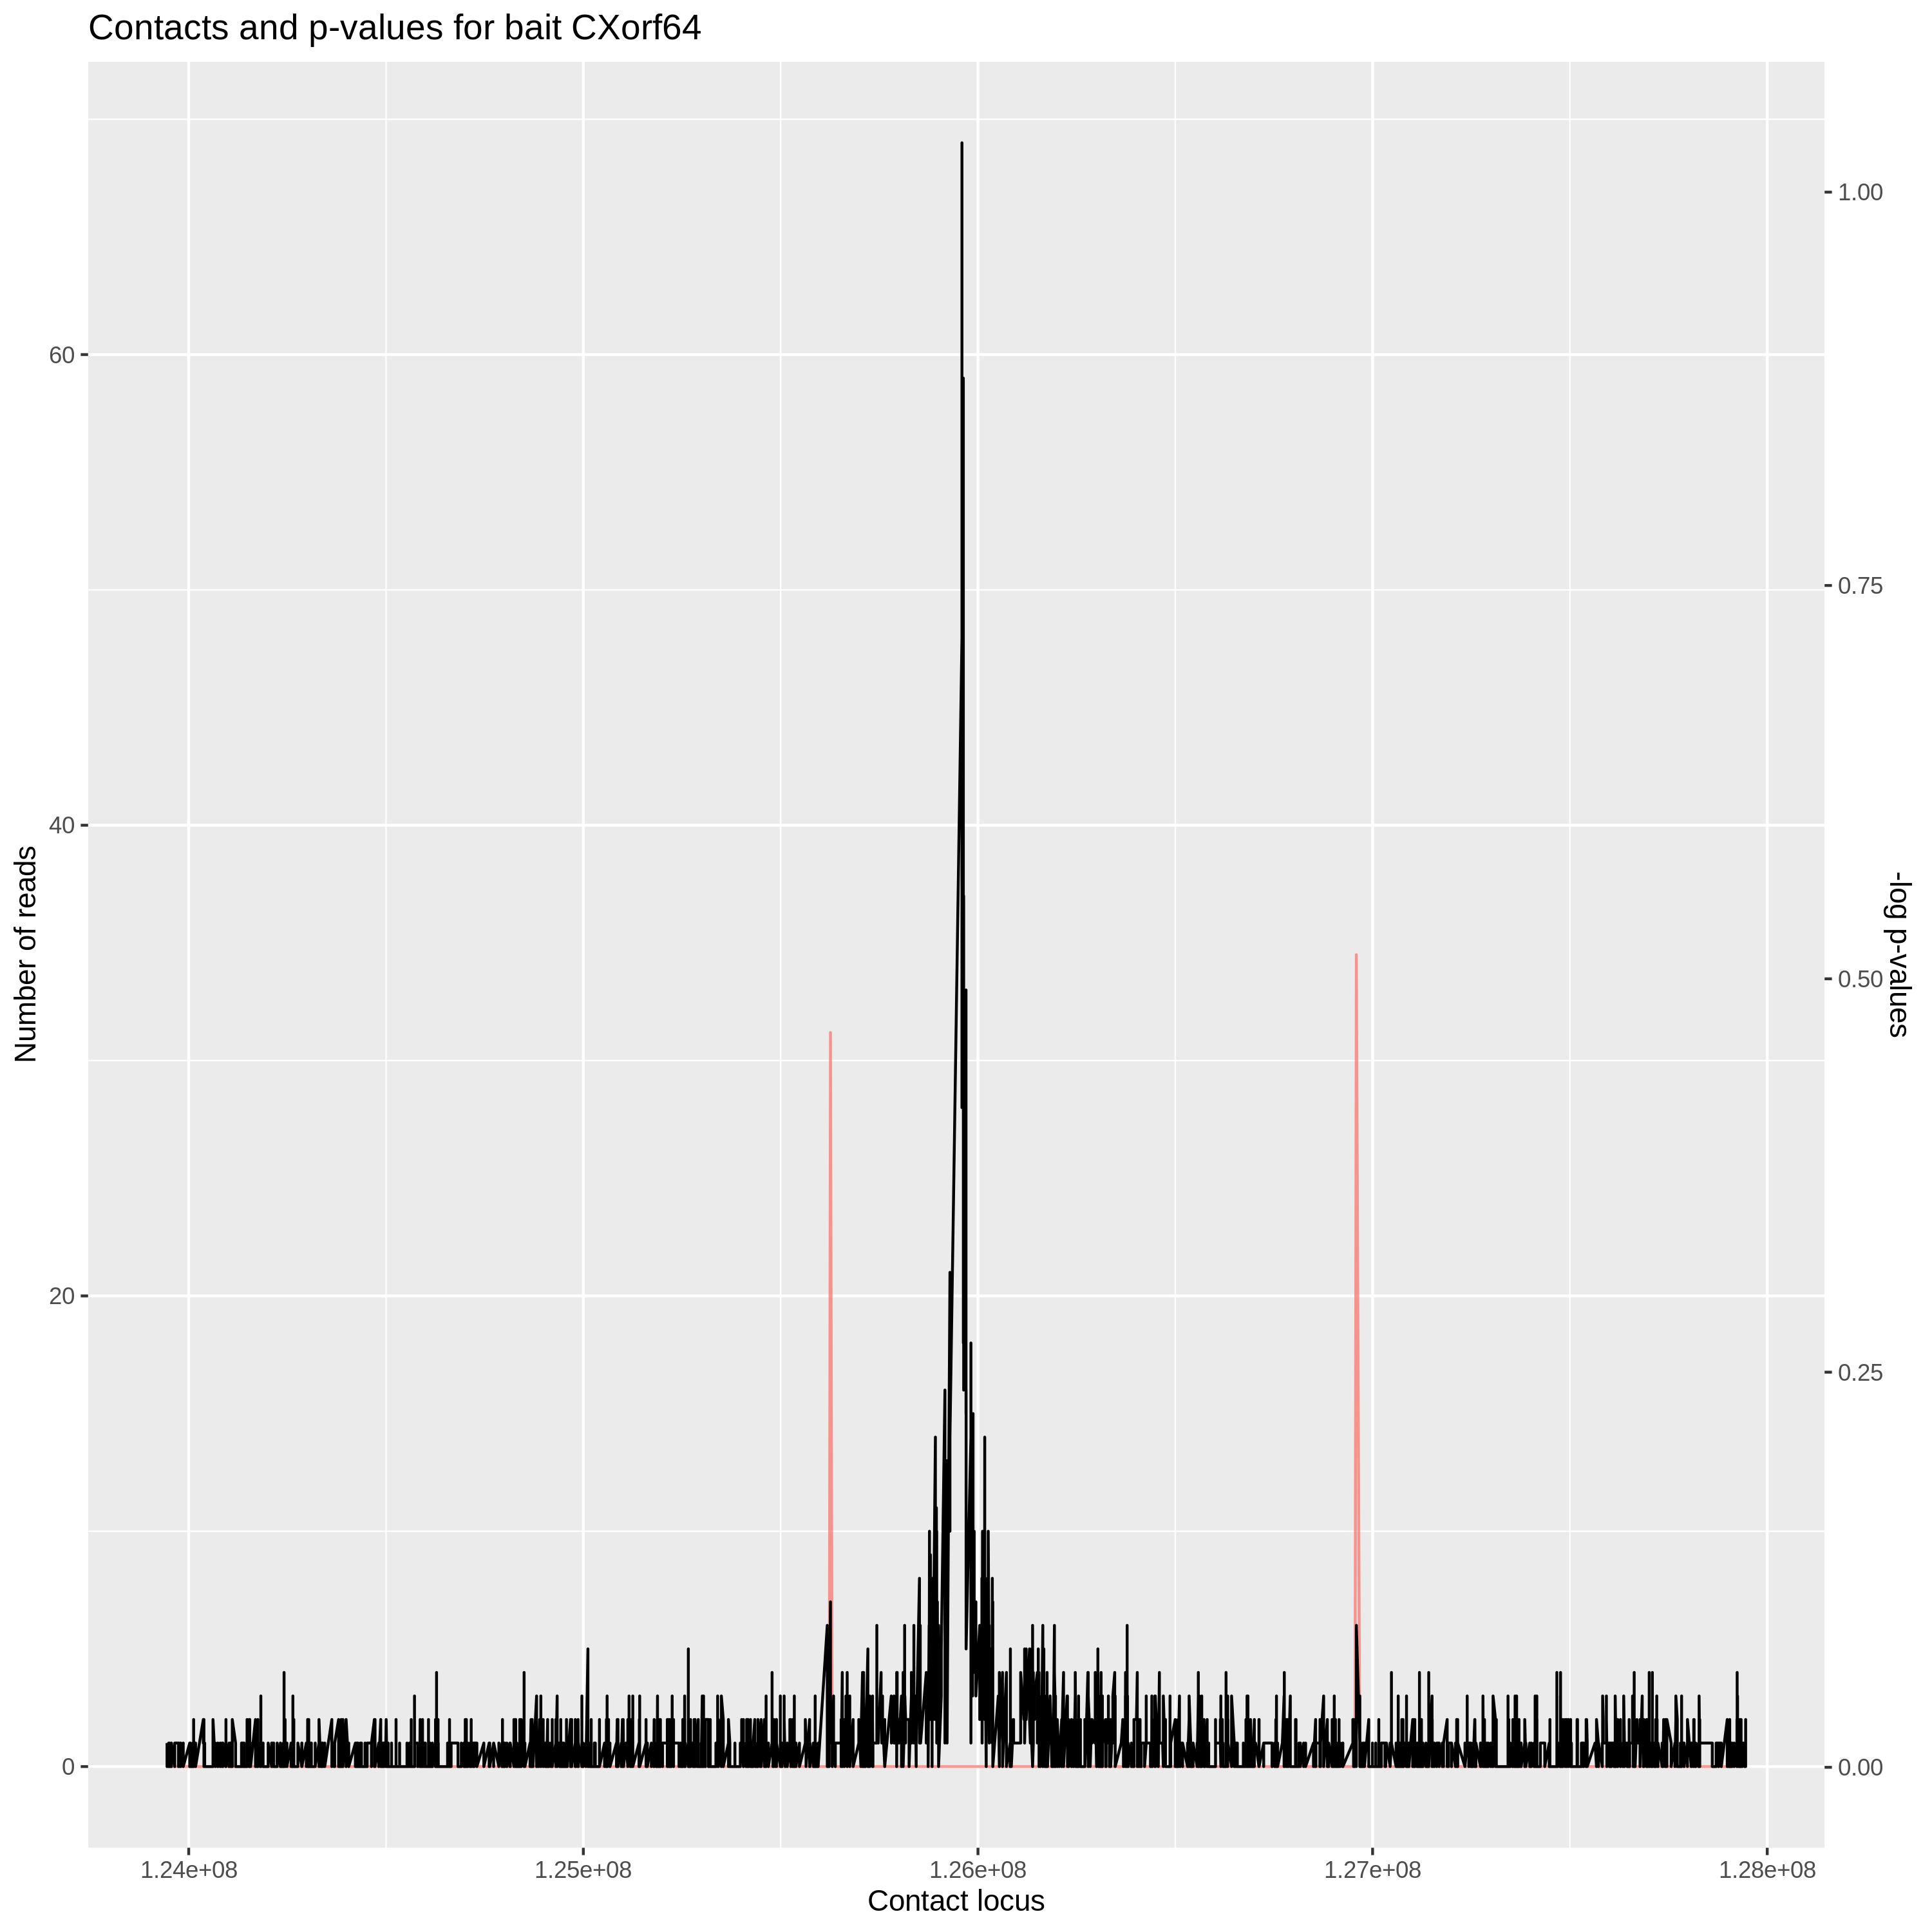 Contacts and p-values for bait CXorf64
Number of reads
60
40
20
0
1.00
0.75
0.50
0.25
0.00
-log p-values
1.24e+08
1.25e+08
1.26e+08
1.27e+08
1.28e+08
Contact locus